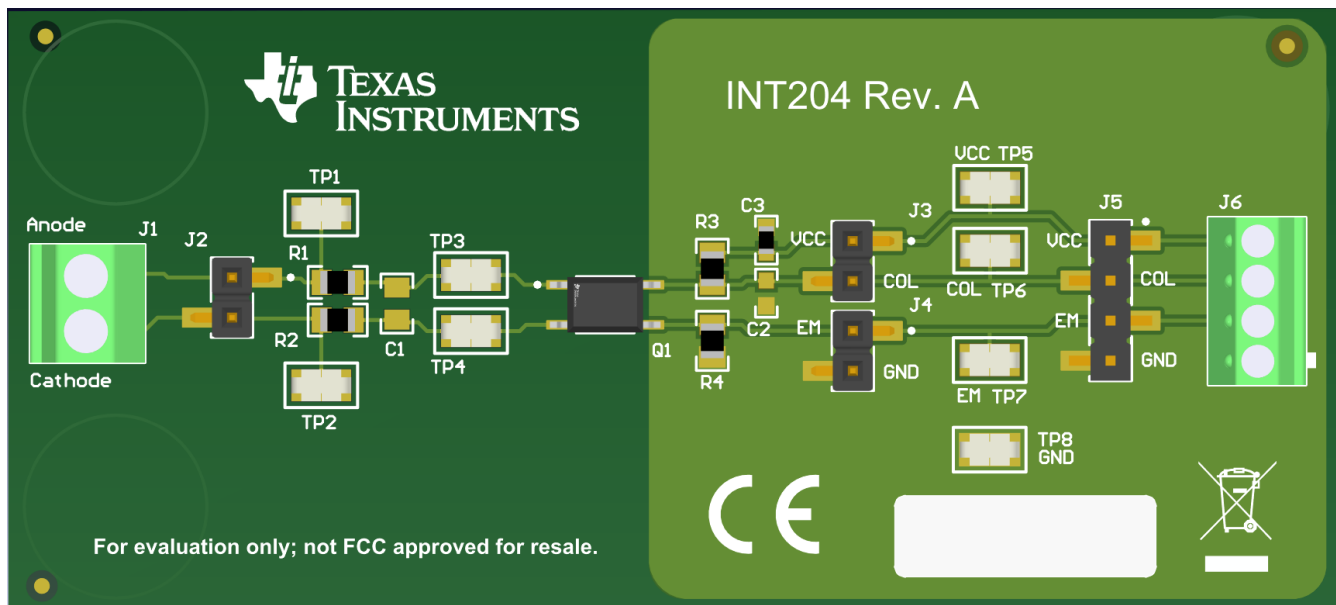 TEXAS
INSTRUMENTS
INT204 Rev. A
VCC TP5
TP1
Anode
J1
J2
R1
TP3
R3
C3
VCC
J3
J5
J6
VCC
COL
COL
COL TP6
R2
C1
TP4
Q1
C2
EM
J4
EM
R4
GND
GND
Cathode
TP2
EM TP7
TP8
GND
CE
For evaluation only; not FCC approved for resale.